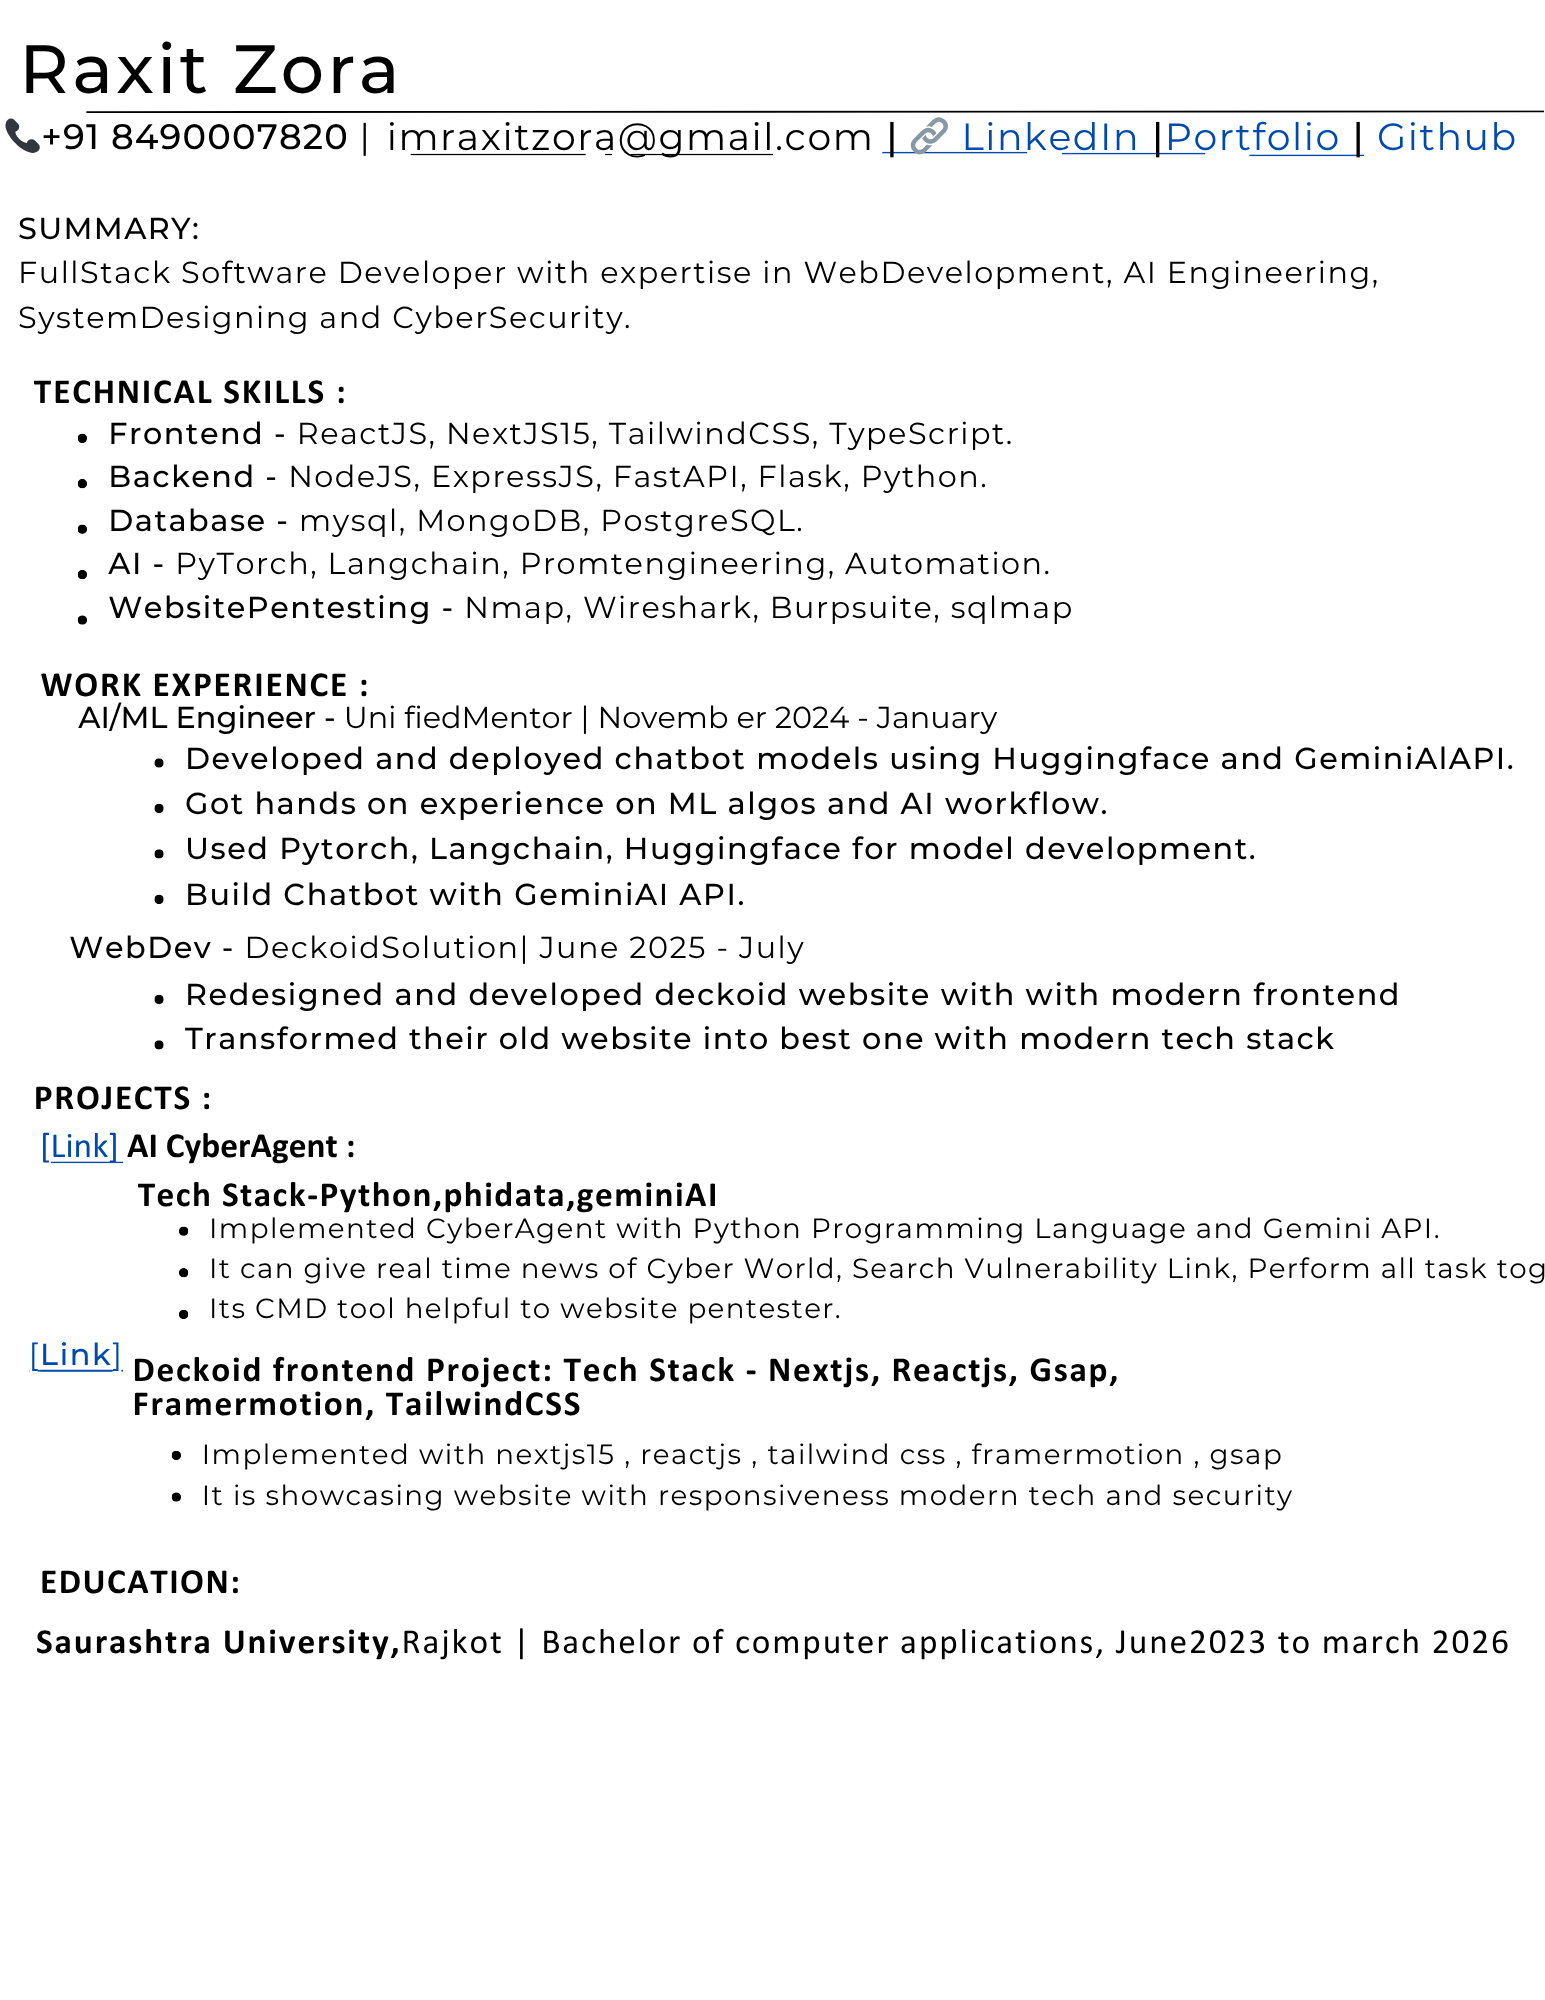 Raxit Zora
+91 8490007820 | imraxitzora@gmail.com | LinkedIn |Portfolio | Github
SUMMARY:
FullStack Software Developer with expertise in WebDevelopment, AI Engineering,
SystemDesigning and CyberSecurity.
TECHNICAL SKILLS :
• Frontend - ReactJS, NextJS15, TailwindCSS, TypeScript.
• Backend - NodeJS, ExpressJS, FastAPI, Flask, Python.
• Database - mysql, MongoDB, PostgreSQL.
• AI - PyTorch, Langchain, Promtengineering, Automation.
• WebsitePentesting - Nmap, Wireshark, Burpsuite, sqlmap
WORK EXPERIENCE :
AI/ML Engineer - Uni fiedMentor | Novemb er 2024 - January
• Developed and deployed chatbot models using Huggingface and GeminiAlAPI.
• Got hands on experience on ML algos and AI workflow.
• Used Pytorch, Langchain, Huggingface for model development.
• Build Chatbot with GeminiAI API.
WebDev - DeckoidSolution| June 2025 - July
• Redesigned and developed deckoid website with with modern frontend
• Transformed their old website into best one with modern tech stack
PROJECTS :
[Link] AI CyberAgent :
Tech Stack-Python,phidata,geminiAI
• Implemented CyberAgent with Python Programming Language and Gemini API.
• It can give real time news of Cyber World, Search Vulnerability Link, Perform all task tog
• Its CMD tool helpful to website pentester.
[Link] Deckoid frontend Project: Tech Stack - Nextjs, Reactjs, Gsap,
Framermotion, TailwindCSS
• Implemented with nextjs15 , reactjs , tailwind css , framermotion , gsap
• It is showcasing website with responsiveness modern tech and security
EDUCATION:
Saurashtra University,Rajkot | Bachelor of computer applications, June2023 to march 2026